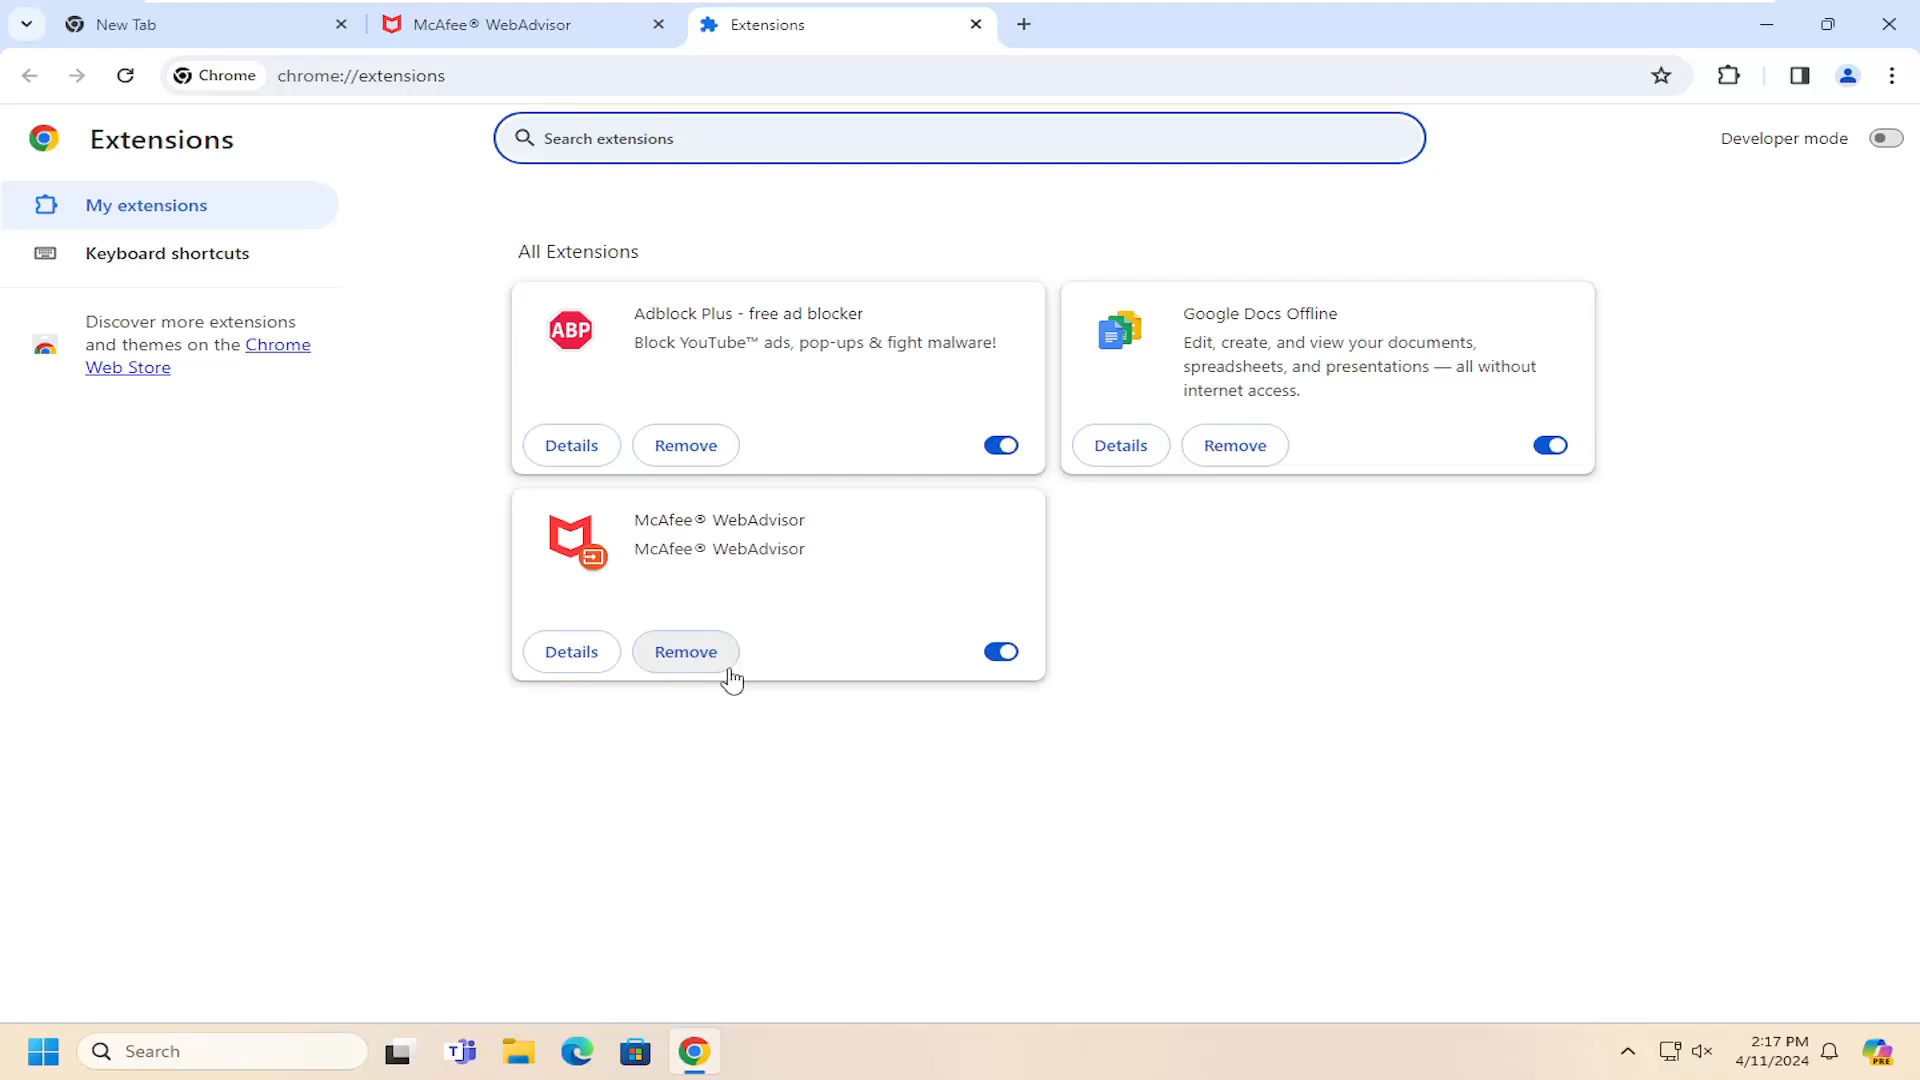 New Tab
McAfee® WebAdvisor
Extensions
Chrome
chrome://extensions
Extensions
Search extensions
Developer mode
My extensions
Keyboard shortcuts
Discover more extensions
and themes on the Chrome
Web Store
All Extensions
ABP
Adblock Plus - free ad blocker
Block YouTube™ ads, pop-ups & fight malware!
Details
Remove
Google Docs Offline
Edit, create, and view your documents,
spreadsheets, and presentations — all without
internet access.
Details
Remove
McAfee® WebAdvisor
McAfee® WebAdvisor
Details
Remove
Search
2:17 PM
4/11/2024
PRE